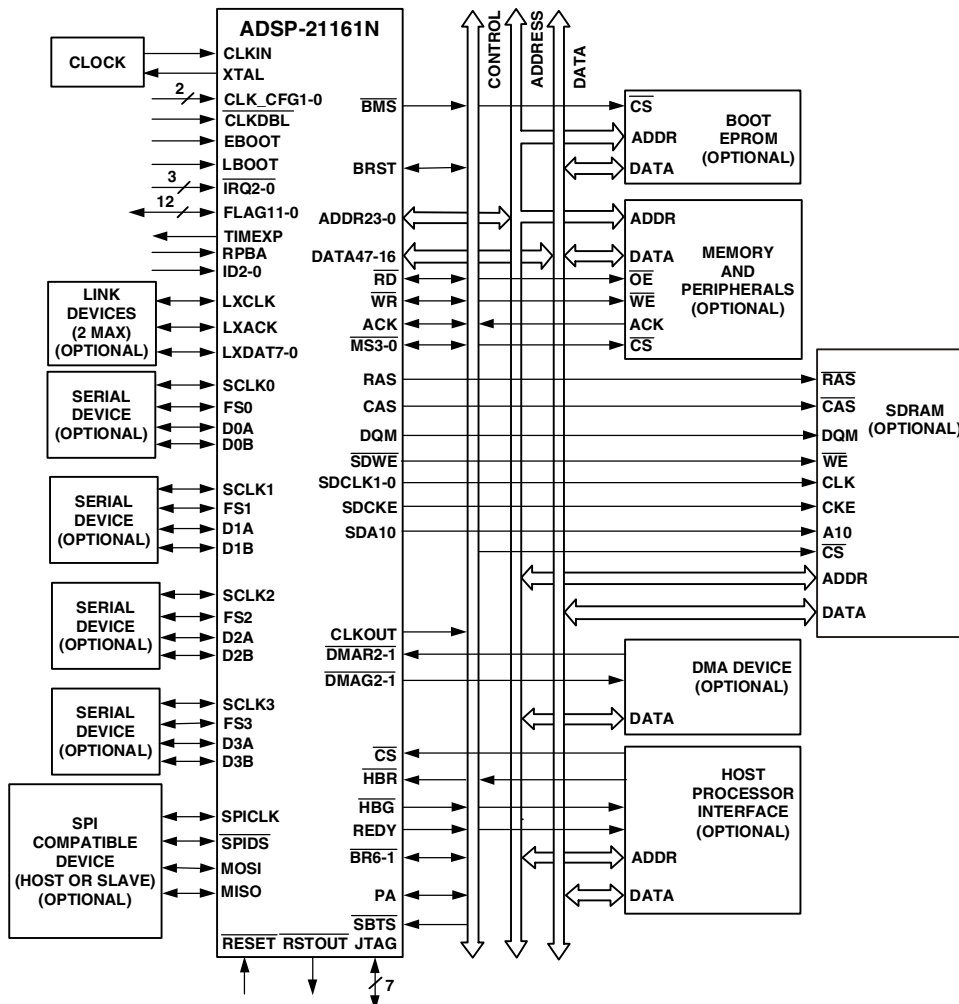 ADSP-21161N
CLOCK
CLKIN
XTAL
2
CLK_CFG1-0
CLKDBL
EBOOT
LBOOT
3
IRQ2-0
12
FLAG11-0
TIMEXP
RPBA
ID2-0
LINK
DEVICES
(2 MAX)
(OPTIONAL)
LXCLK
LXACK
LXDAT7-0
SERIAL
DEVICE
(OPTIONAL)
SCLK0
FS0
D0A
D0B
SERIAL
DEVICE
(OPTIONAL)
SCLK1
FS1
D1A
D1B
SERIAL
DEVICE
(OPTIONAL)
SCLK2
FS2
D2A
D2B
SERIAL
DEVICE
(OPTIONAL)
SCLK3
FS3
D3A
D3B
SPI
COMPATIBLE
DEVICE
(HOST OR SLAVE)
(OPTIONAL)
SPICLK
SPIDS
MOSI
MISO
RESET RSTOUT JTAG
7
BMS
BRST
ADDR23-0
DATA47-16
RD
WR
ACK
MS3-0
RAS
CAS
DQM
SDWE
SDCLK1-0
SDCKE
SDA10
CLKOUT
DMAR2-1
DMAG2-1
CS
HBR
HBG
REDY
BR6-1
PA
SBTS
CONTROL
ADDRESS
DATA
CS
ADDR
DATA
BOOT
EPROM
(OPTIONAL)
ADDR
DATA
OE
WE
ACK
CS
MEMORY
AND
PERIPHERALS
(OPTIONAL)
RAS
CAS
DQM
WE
CLK
CKE
A10
CS
ADDR
DATA
SDRAM
(OPTIONAL)
DMA DEVICE
(OPTIONAL)
DATA
HOST
PROCESSOR
INTERFACE
(OPTIONAL)
ADDR
DATA